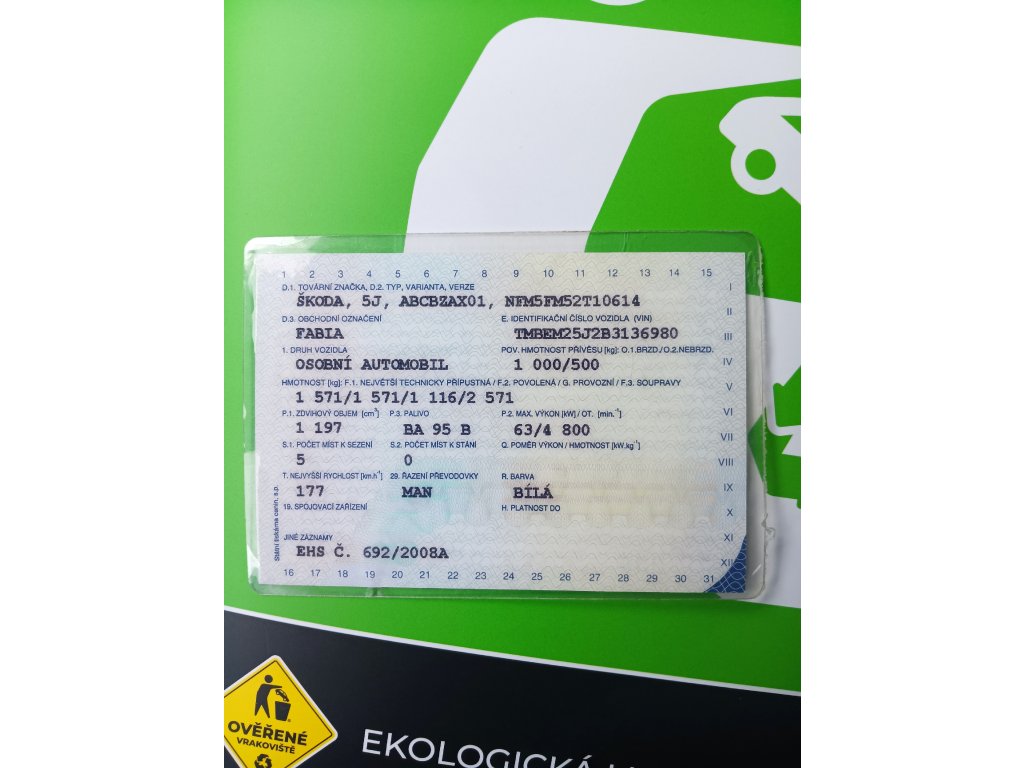 1 2 3 4 5 6 7 8 9 10 11 12 13 14 15
I
D.1. TOVÁRNÍ ZNAČKA, D.2. TYP, VARIANTA, VERZE
ŠKODA, 5J, ABCBZAX01, NFM5FM52T10614
II
D.3. OBCHODNÍ OZNAČENÍ E. IDENTIFIKAČNÍ ČÍSLO VOZIDLA (VIN)
FABIA TMBEM25J2B3136980
III
1. DRUH VOZIDLA POV. HMOTNOST PŘÍVĚSU [kg]: O.1.BRZD./O.2.NEBRZD.
OSOBNÍ AUTOMOBIL 1 000/500
IV
HMOTNOST [kg]: F.1. NEJVĚTŠÍ TECHNICKY PŘÍPUSTNÁ / F.2. POVOLENÁ / G. PROVOZNÍ / F.3. SOUPRAVY
V
1 571/1 571/1 116/2 571
P.1. ZDVIHOVÝ OBJEM [cm³] P.3. PALIVO P.2. MAX. VÝKON [kW] / OT. [min.⁻¹]
VI
1 197 BA 95 B 63/4 800
VII
S.1. POČET MÍST K SEZENÍ S.2. POČET MÍST K STÁNÍ Q. POMĚR VÝKON / HMOTNOST [kW.kg⁻¹]
5 0
VIII
T. NEJVYŠŠÍ RYCHLOST [km.h⁻¹] 29. ŘAZENÍ PŘEVODOVKY R. BARVA
177 MAN BÍLÁ
IX
19. SPOJOVACÍ ZAŘÍZENÍ H. PLATNOST DO
X
JINÉ ZÁZNAMY
XI
EHS Č. 692/2008A
XII
16 17 18 19 20 21 22 23 24 25 26 27 28 29 30 31
Státní tiskárna cenin, s.p.
OVĚŘENÉ
VRAKOVIŠTĚ
EKOLOGICKÁ